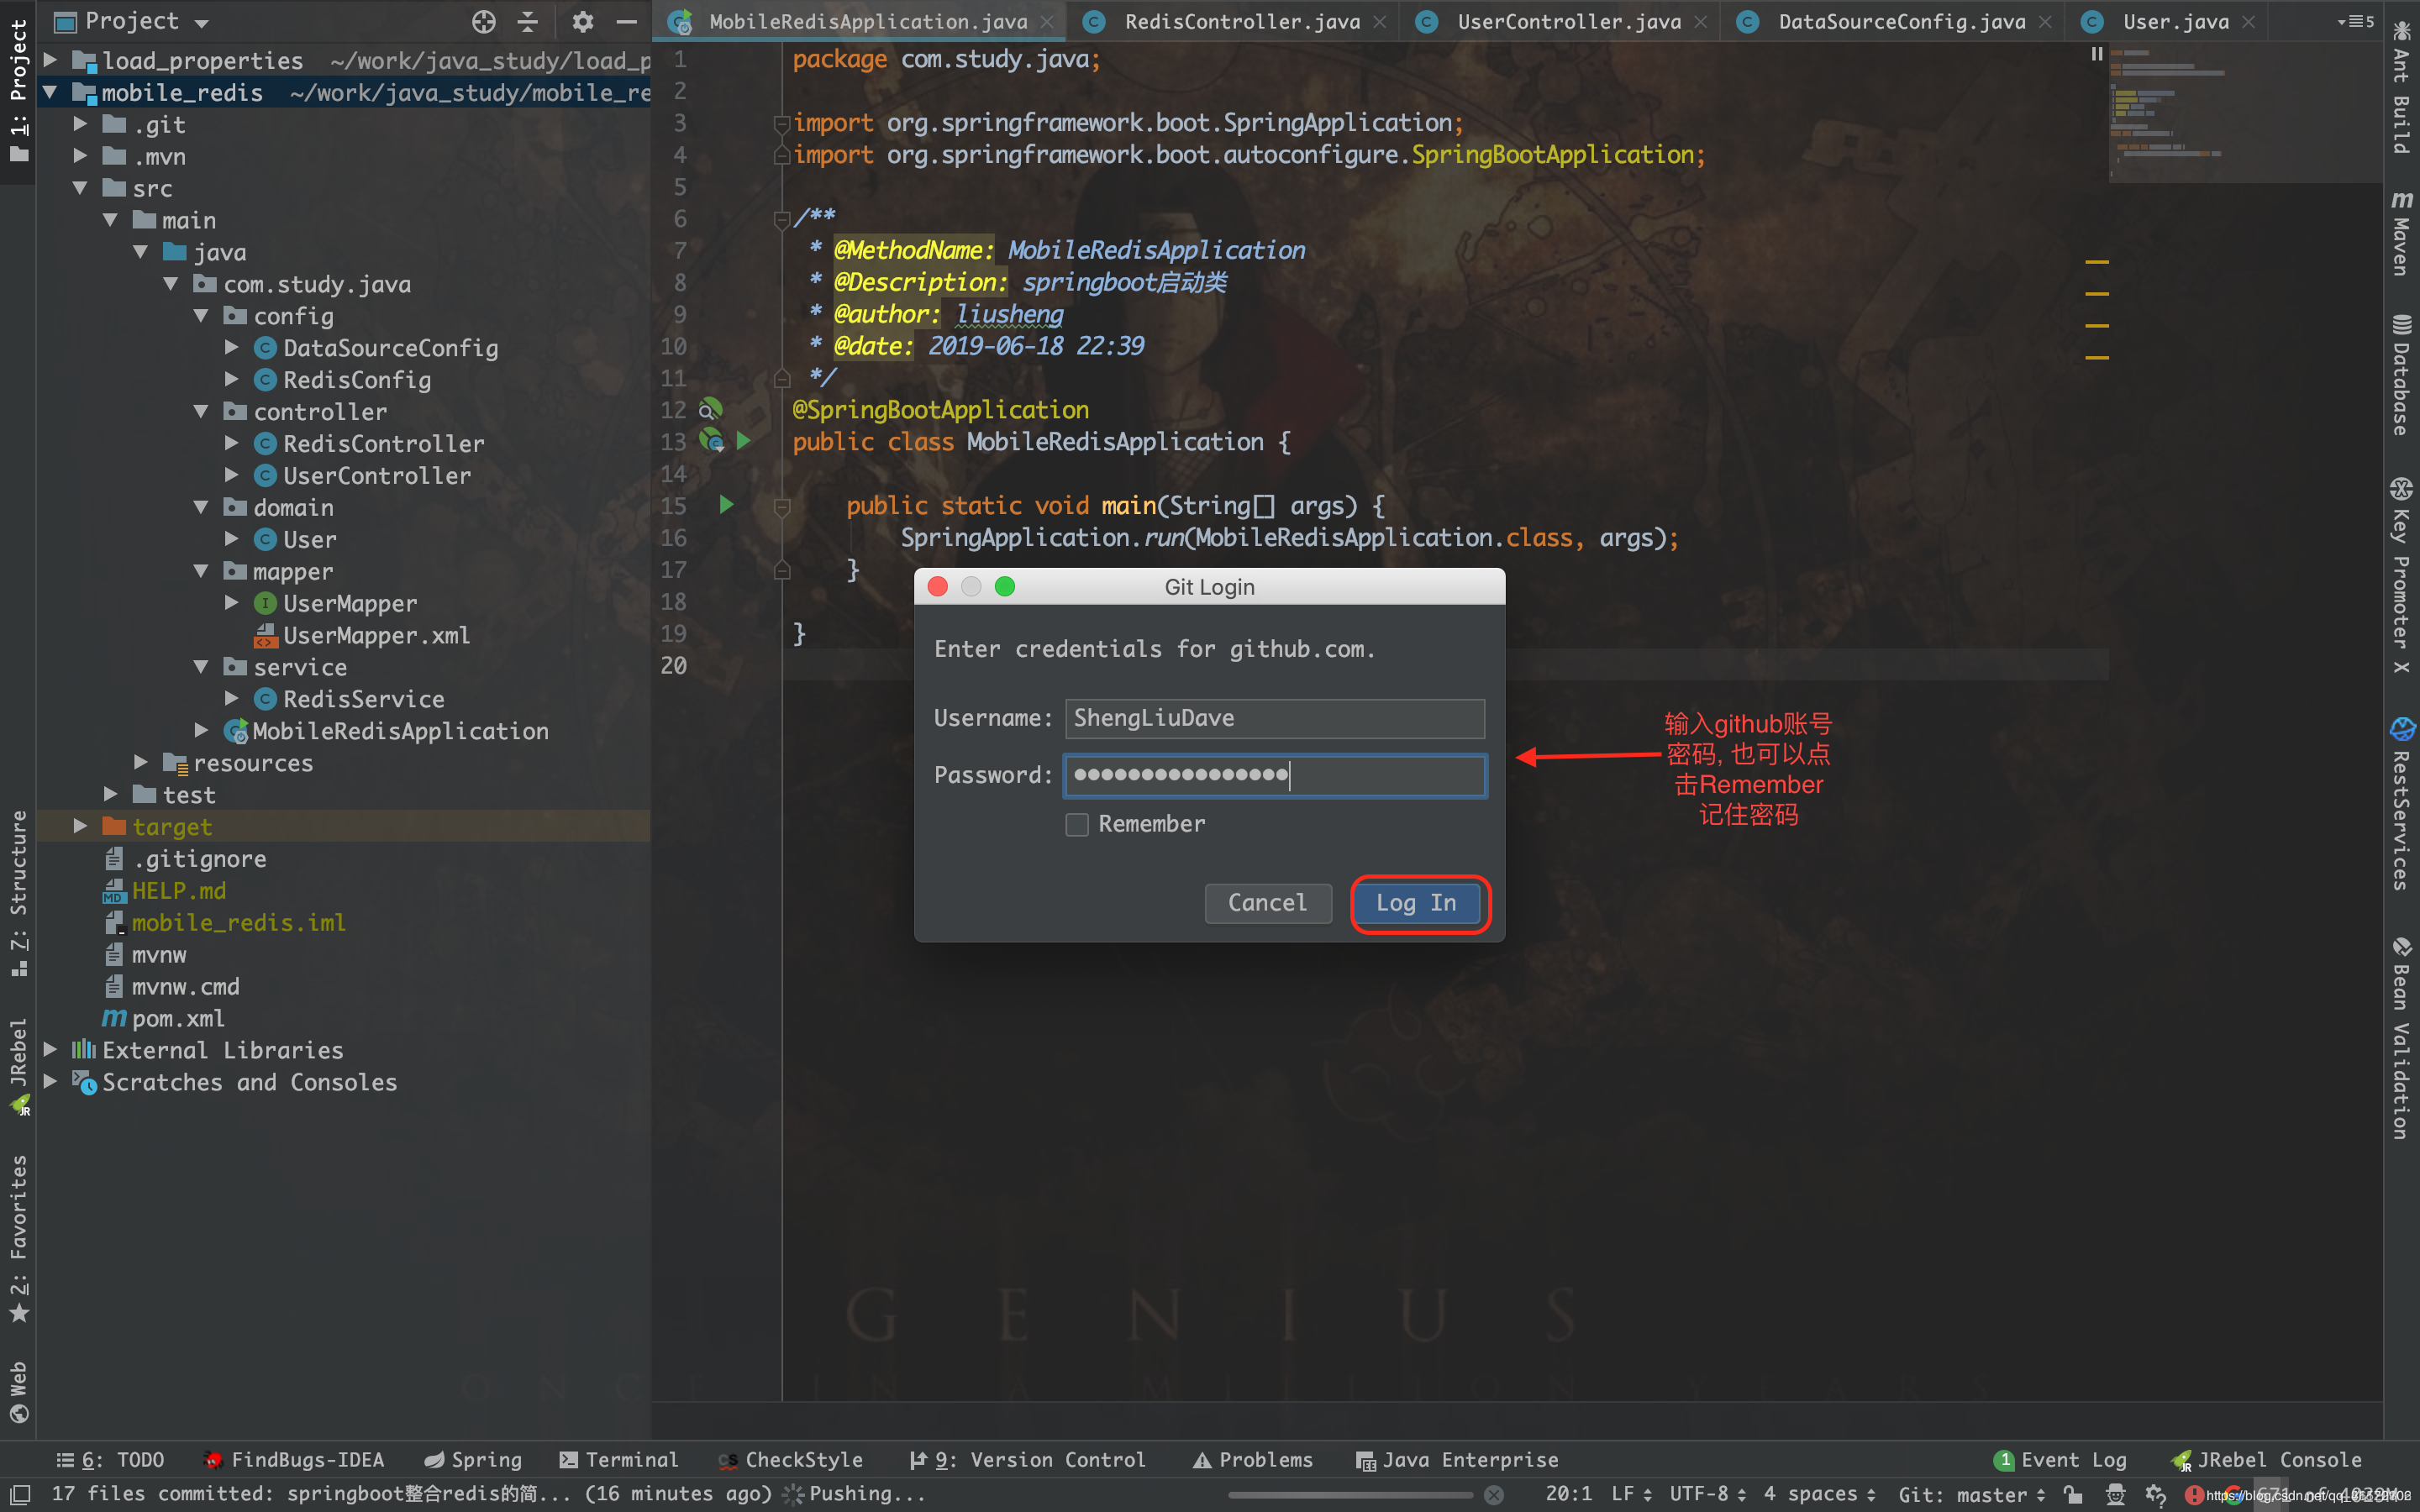 Project
MobileRedisApplication.java
RedisController.java
UserController.java
DataSourceConfig.java
User.java
5
1: Project
load_properties ~/work/java_study/load_p
mobile_redis ~/work/java_study/mobile_re
.git
.mvn
src
main
java
com.study.java
config
DataSourceConfig
RedisConfig
controller
RedisController
UserController
domain
User
mapper
UserMapper
UserMapper.xml
service
RedisService
MobileRedisApplication
resources
test
target
.gitignore
HELP.md
mobile_redis.iml
mvnw
mvnw.cmd
pom.xml
External Libraries
Scratches and Consoles
7: Structure
JRebel
2: Favorites
Web
1 package com.study.java;
2
3 import org.springframework.boot.SpringApplication;
4 import org.springframework.boot.autoconfigure.SpringBootApplication;
5
6 /**
7 * @MethodName: MobileRedisApplication
8 * @Description: springboot启动类
9 * @author: liusheng
10 * @date: 2019-06-18 22:39
11 */
12 @SpringBootApplication
13 public class MobileRedisApplication {
14
15 public static void main(String[] args) {
16 SpringApplication.run(MobileRedisApplication.class, args);
17 }
18
19 }
20
Git Login
Enter credentials for github.com.
Username: ShengLiuDave
Password:
Remember
Cancel
Log In
输入github账号
密码, 也可以点
击Remember
记住密码
GENIUS
Ant Build
Maven
Database
Key Promoter X
RestServices
Bean Validation
6: TODO
FindBugs-IDEA
Spring
Terminal
CheckStyle
9: Version Control
Problems
Java Enterprise
1 Event Log
JRebel Console
17 files committed: springboot整合redis的简... (16 minutes ago)
Pushing...
20:1
LF
UTF-8
4 spaces
Git: master